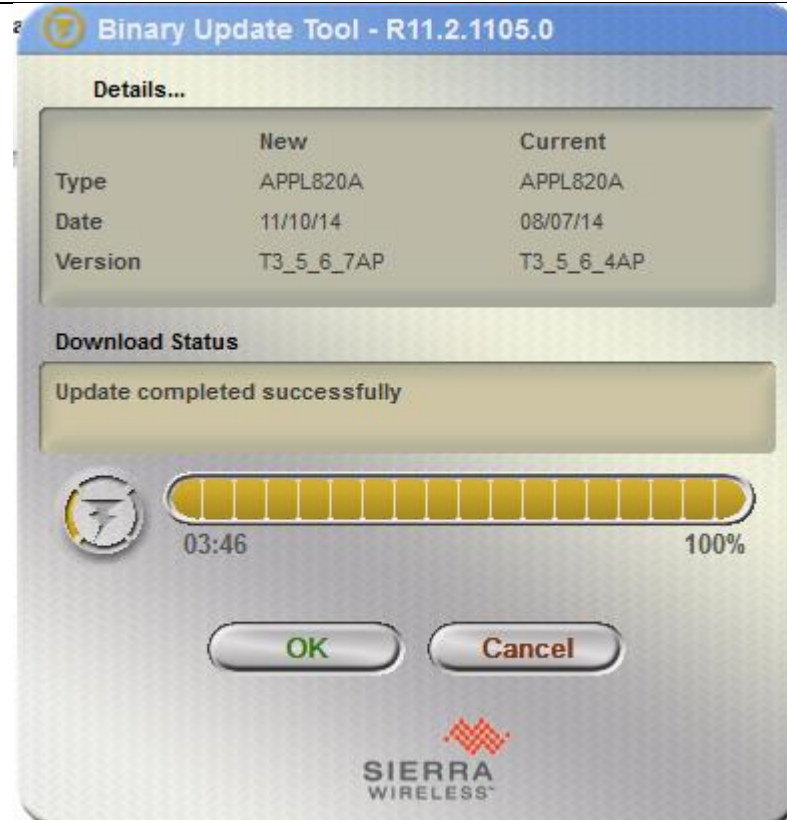 Binary Update Tool - R11.2.1105.0
Details...
New Current
Type APPL820A APPL820A
Date 11/10/14 08/07/14
Version T3_5_6_7AP T3_5_6_4AP
Download Status
Update completed successfully
03:46 100%
OK Cancel
SIERRA
WIRELESS™